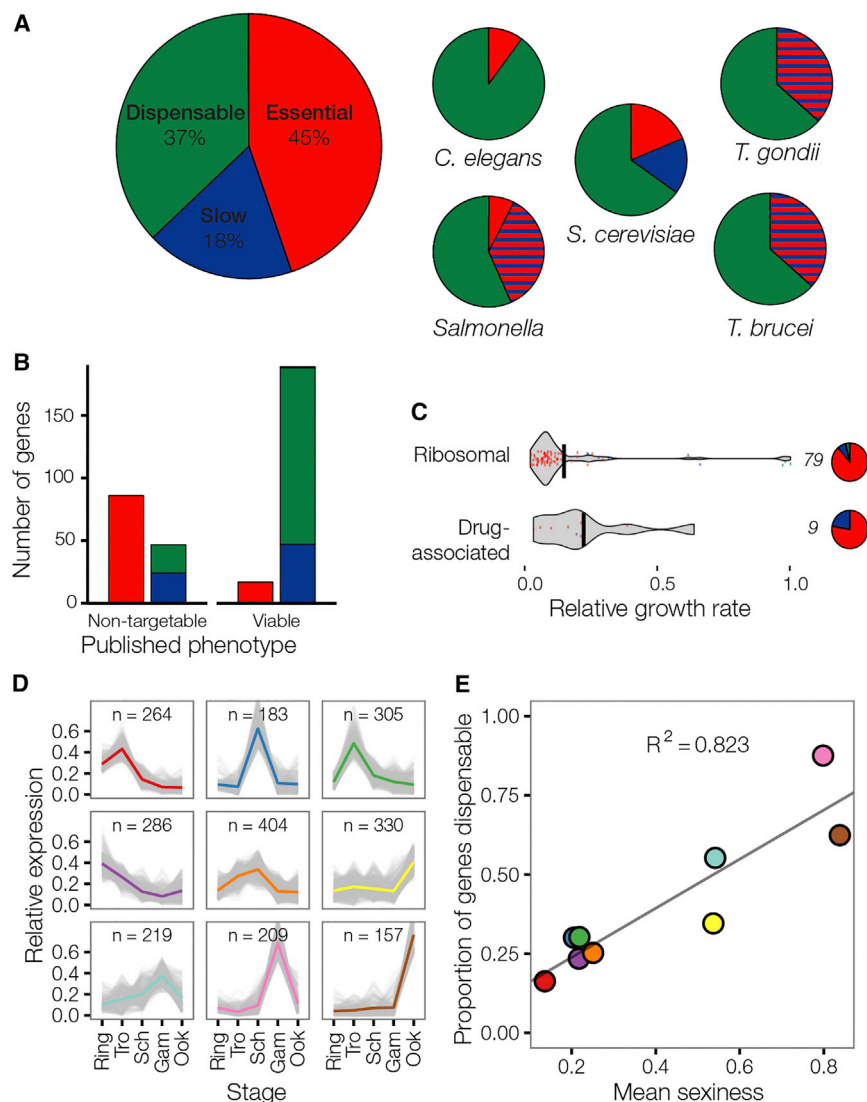 A
Dispensable
37%
Essential
45%
Slow
18%
C. elegans
T. gondii
S. cerevisiae
Salmonella
T. brucei
B
Number of genes
150
100
50
0
Non-targetable
Viable
Published phenotype
C
Ribosomal
79
Drug-
associated
9
0.0
0.5
1.0
Relative growth rate
D
Relative expression
n = 264
n = 183
n = 305
0.6
0.4
0.2
0.0
n = 286
n = 404
n = 330
0.6
0.4
0.2
0.0
n = 219
n = 209
n = 157
0.6
0.4
0.2
0.0
Ring
Tro
Sch
Gam
Ook
Ring
Tro
Sch
Gam
Ook
Ring
Tro
Sch
Gam
Ook
Stage
E
Proportion of genes dispensable
1.00
0.75
0.50
0.25
0.00
R² = 0.823
0.2
0.4
0.6
0.8
Mean sexiness